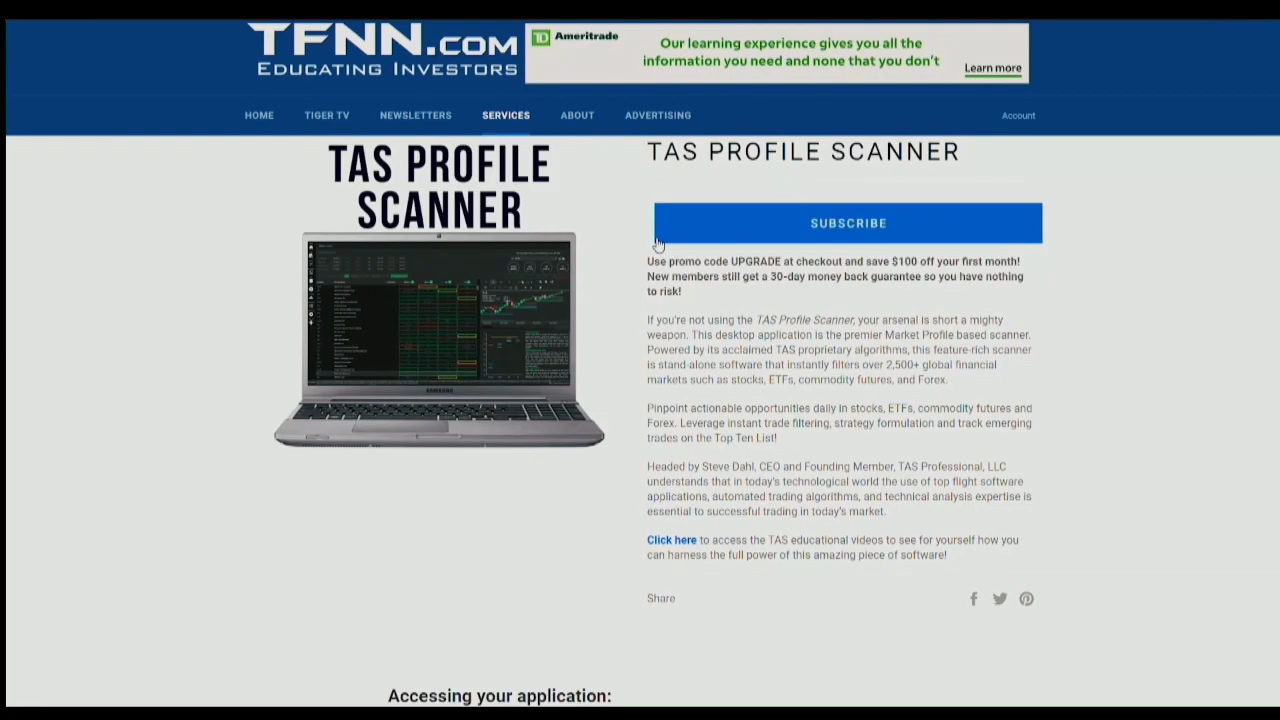 TFNN.COM
EDUCATING INVESTORS
Ameritrade
Our learning experience gives you all the
information you need and none that you don't
Learn more
HOME
TIGER TV
NEWSLETTERS
SERVICES
ABOUT
ADVERTISING
Account
TAS PROFILE
SCANNER
SAMSUNG
TAS PROFILE SCANNER
SUBSCRIBE
Use promo code UPGRADE at checkout and save $100 off your first month!
New members still get a 30-day money back guarantee so you have nothing
to risk!
If you're not using the TAS Profile Scanner, your arsenal is short a mighty
weapon. This desktop application is the premier Market Profile based scanner.
Powered by its acclaimed TAS proprietary algorithms, this feature-rich scanner
is stand-alone software that instantly filters over 2,500+ global financial
markets such as stocks, ETFs, commodity futures, and Forex.
Pinpoint actionable opportunities daily in stocks, ETFs, commodity futures and
Forex. Leverage instant trade filtering, strategy formulation and track emerging
trades on the Top Ten List!
Headed by Steve Dahl, CEO and Founding Member, TAS Professional, LLC
understands that in today's technological world the use of top flight software
applications, automated trading algorithms, and technical analysis expertise is
essential to successful trading in today's market.
Click here to access the TAS educational videos to see for yourself how you
can harness the full power of this amazing piece of software!
Share
Accessing your application: